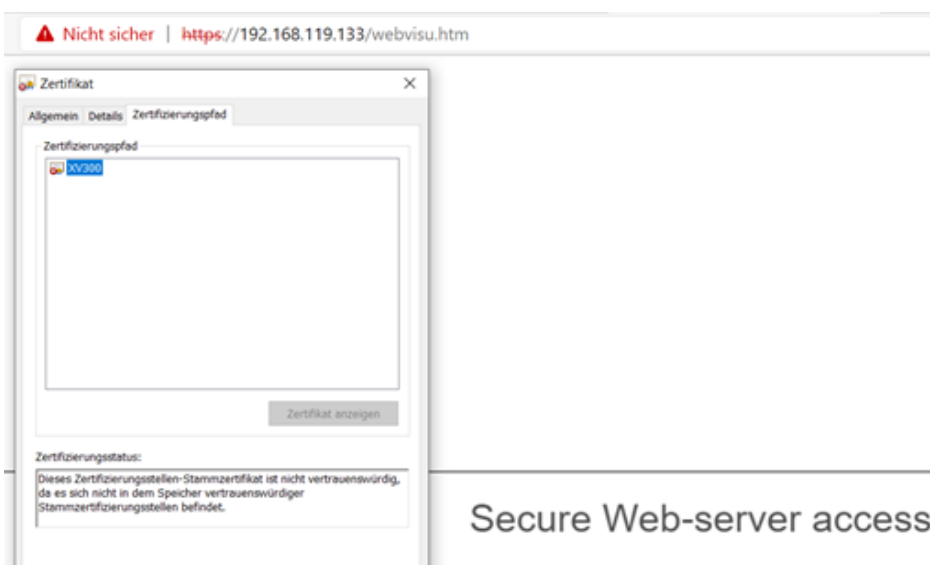 Nicht sicher | https://192.168.119.133/webvisu.htm
Zertifikat
Allgemein Details Zertifizierungspfad
Zertifizierungspfad
XV300
Zertifikat anzeigen
Zertifizierungsstatus:
Dieses Zertifizierungsstellen-Stammzertifikat ist nicht vertrauenswürdig,
da es sich nicht in dem Speicher vertrauenswürdiger
Stammzertifizierungsstellen befindet.
Secure Web-server access